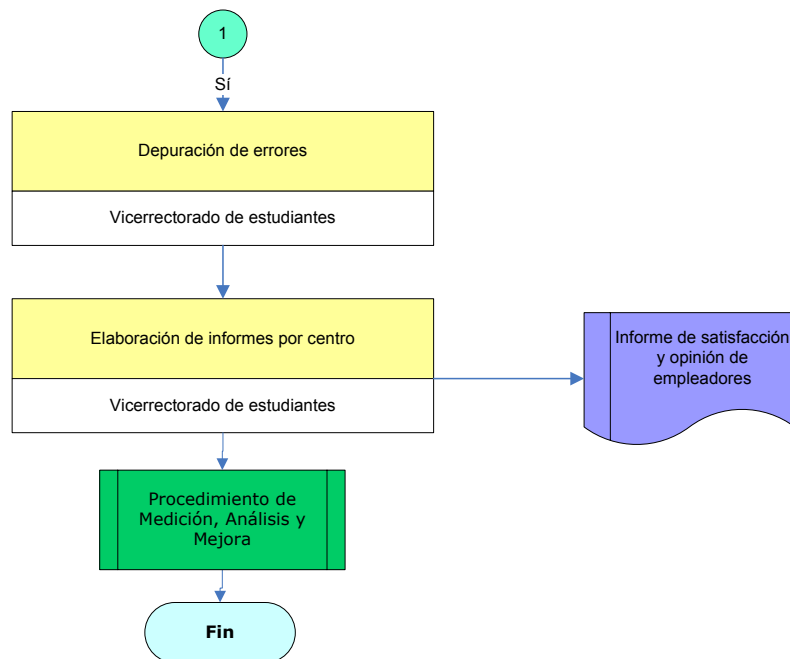 1
Sí
Depuración de errores
Vicerrectorado de estudiantes
Elaboración de informes por centro
Vicerrectorado de estudiantes
Informe de satisfacción
y opinión de
empleadores
Procedimiento de
Medición, Análisis y
Mejora
Fin